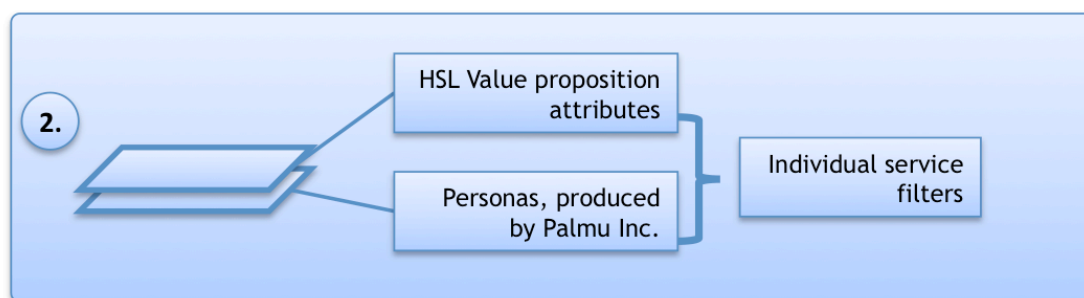 2.
HSL Value proposition
attributes
Personas, produced
by Palmu Inc.
Individual service
filters